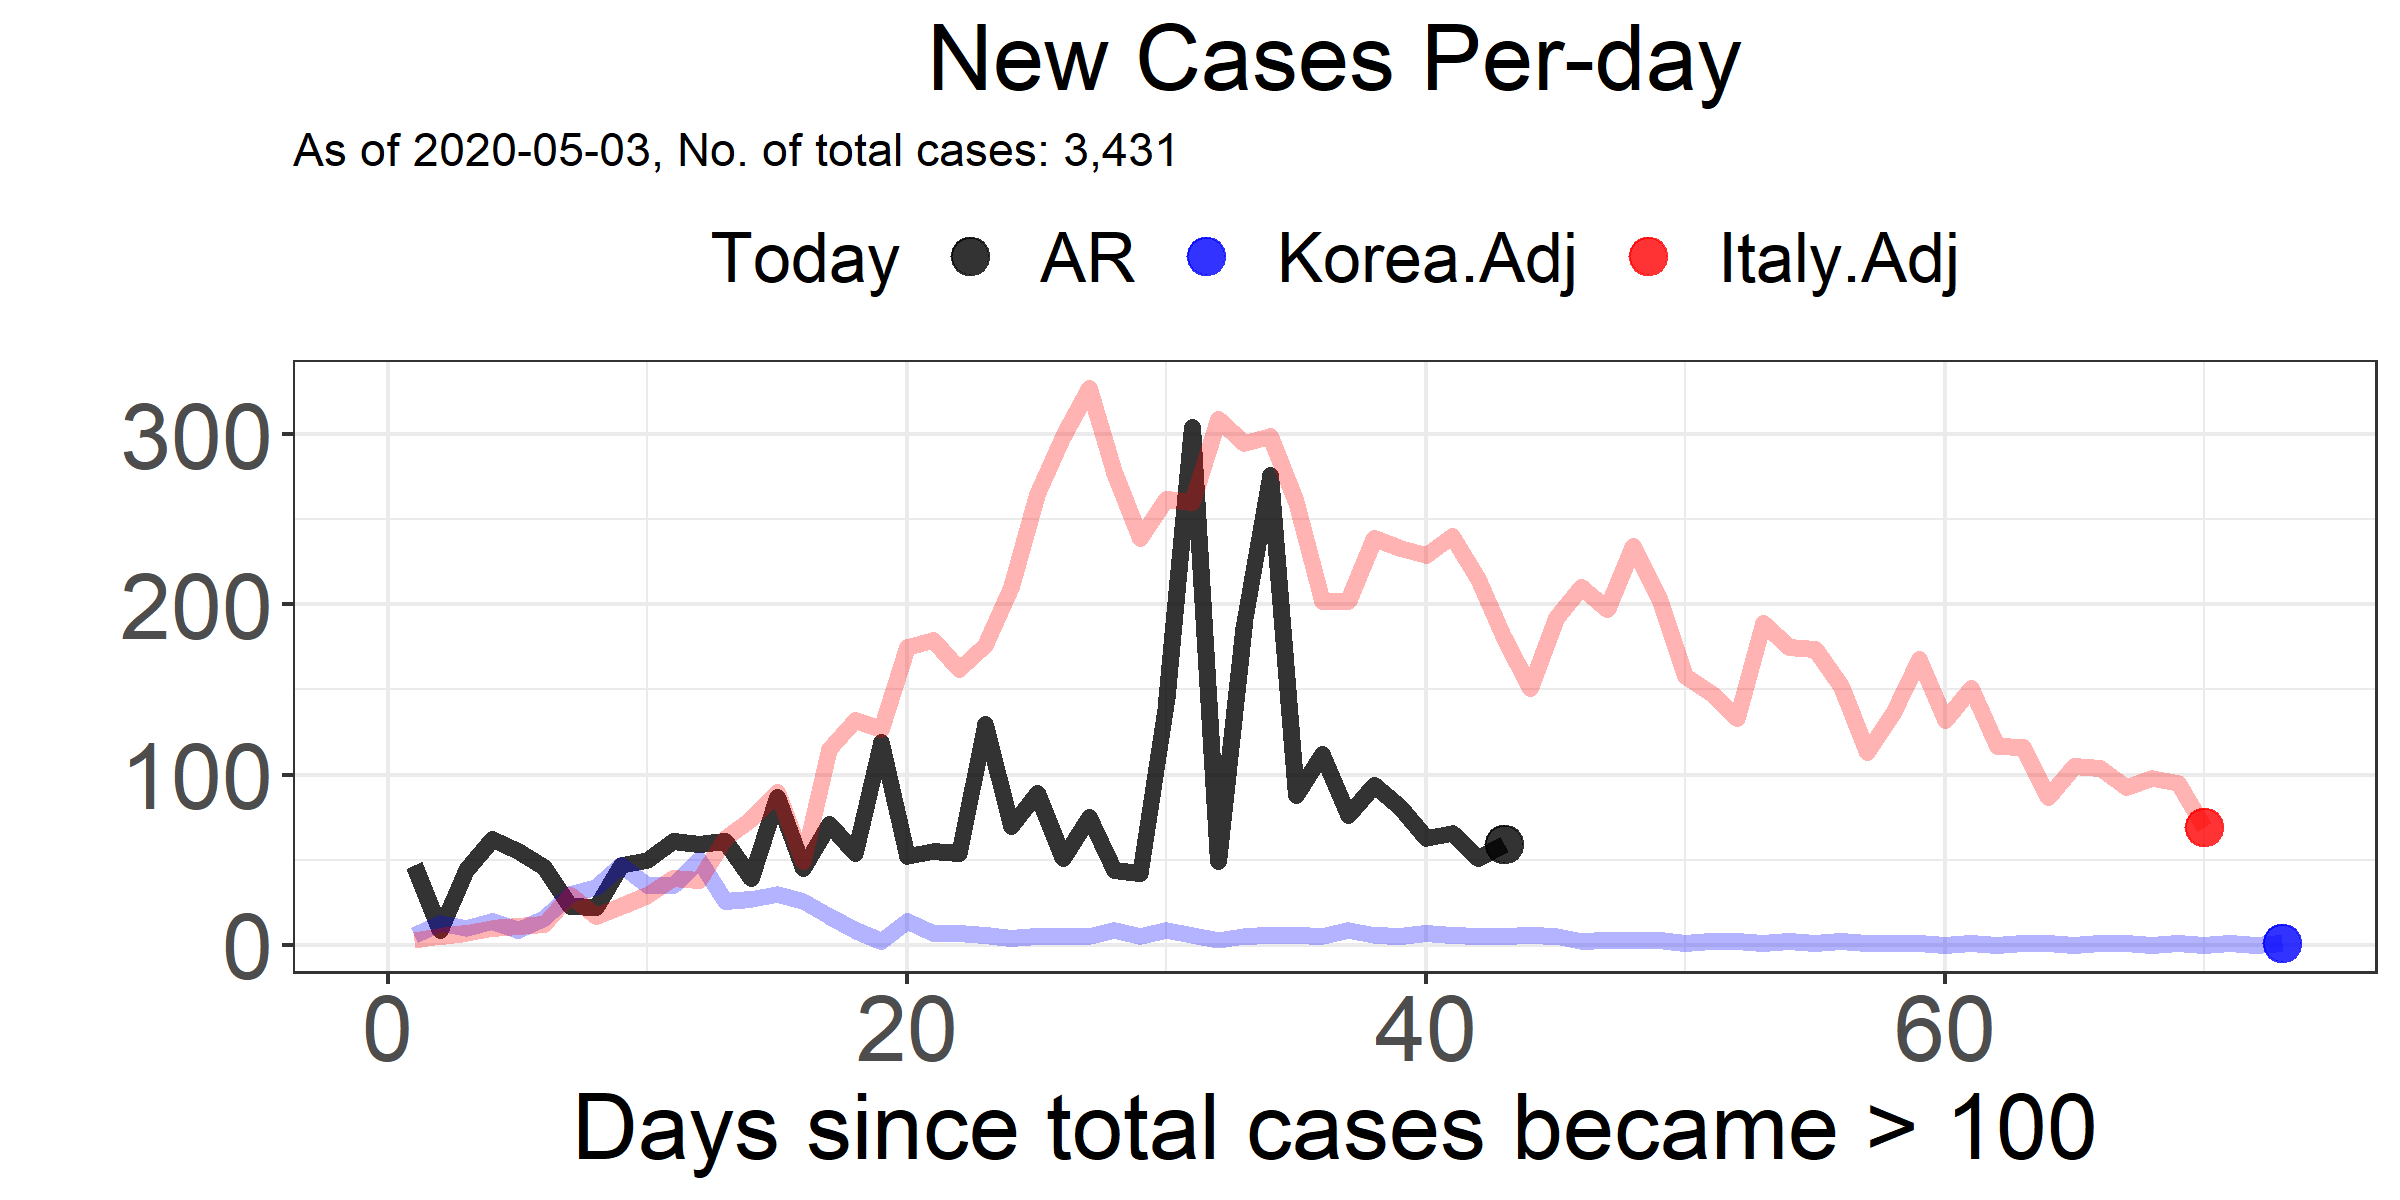 New Cases Per-day
As of 2020-05-03, No. of total cases: 3,431
Today AR Korea.Adj Italy.Adj
300
200
100
0
0 20 40 60
Days since total cases became > 100